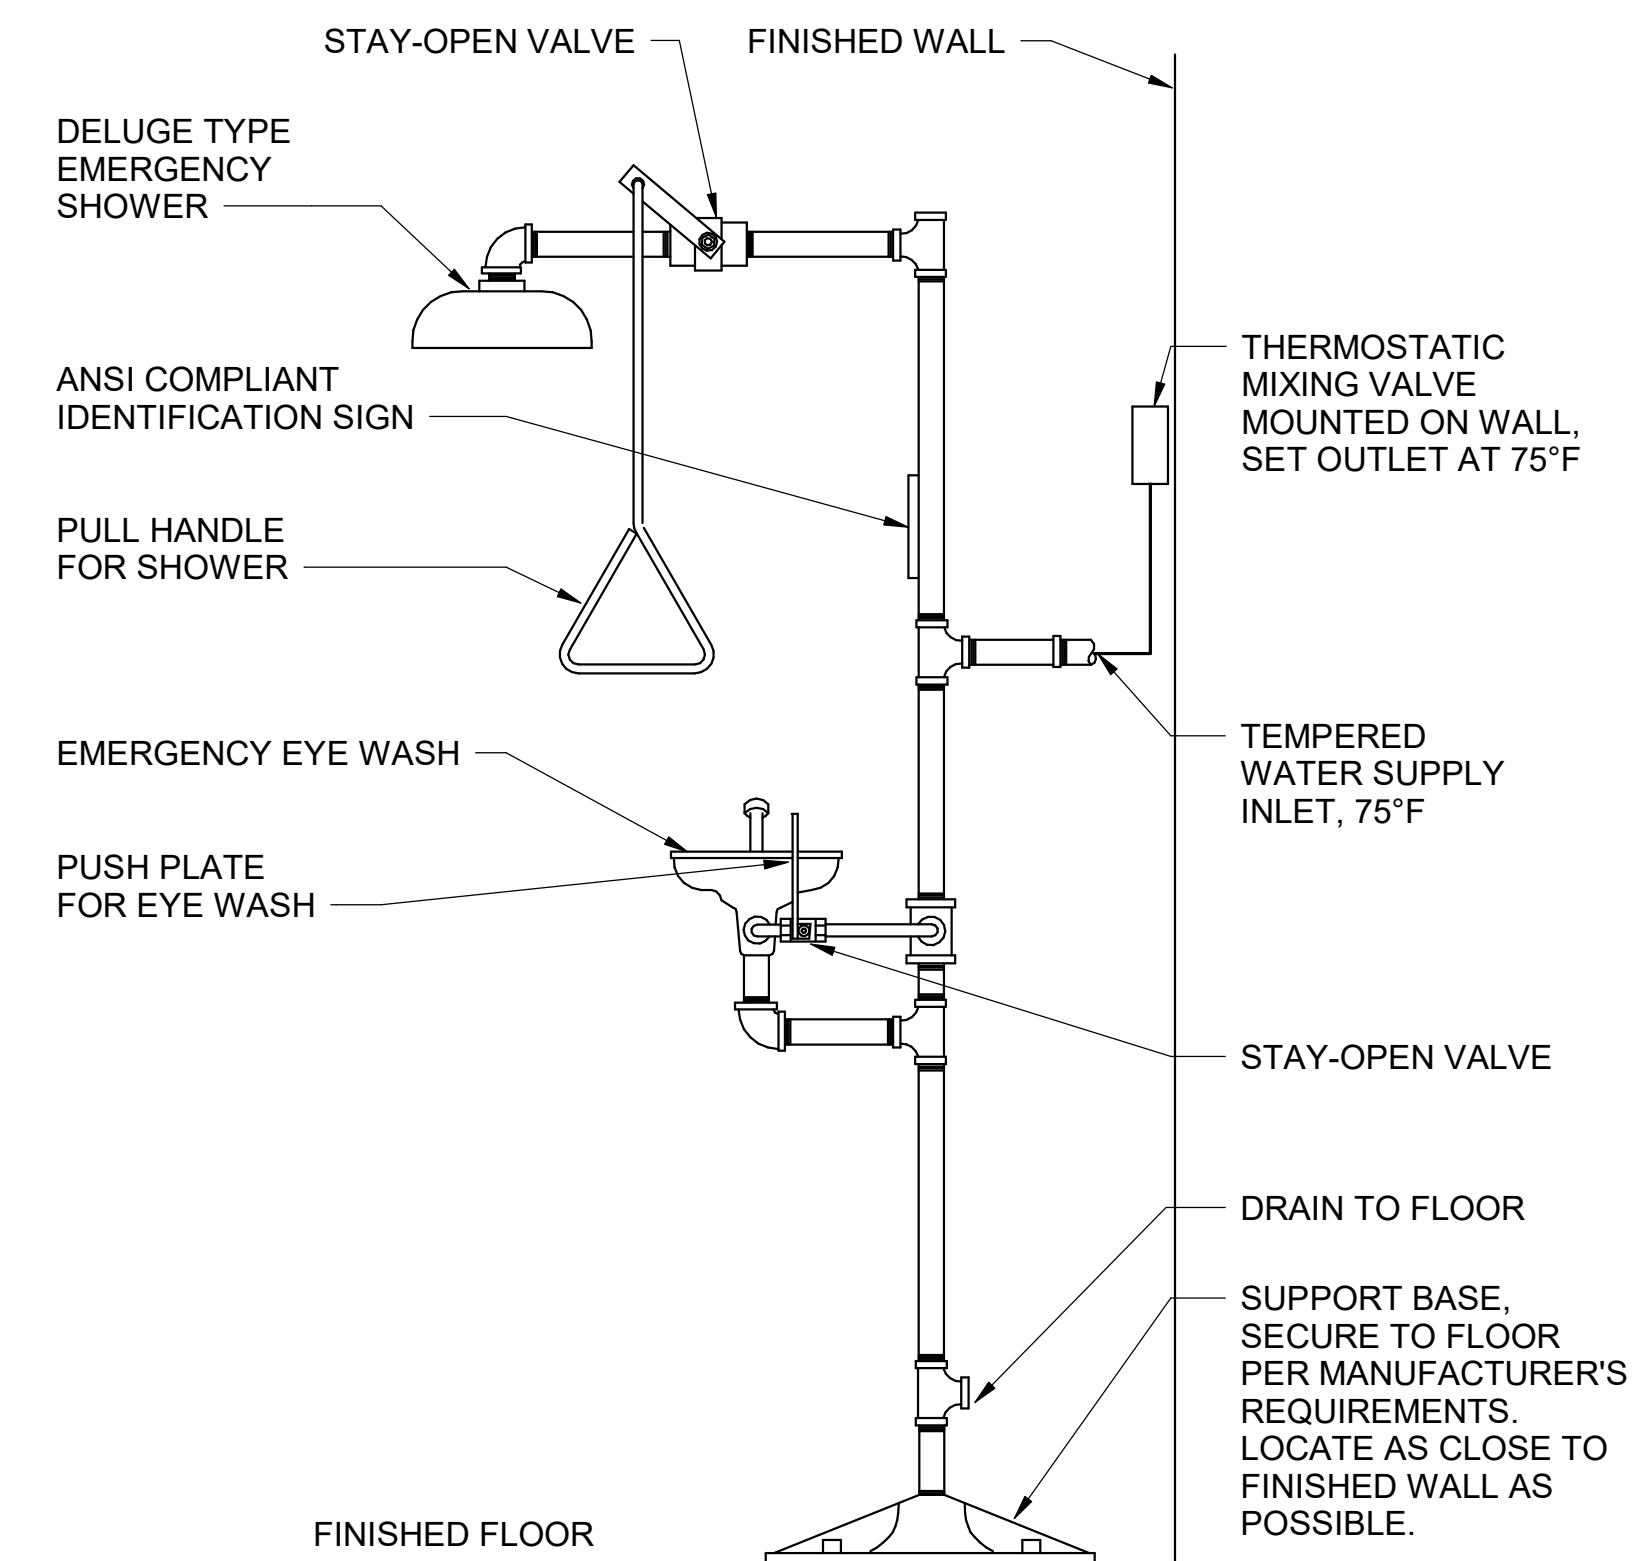 STAY-OPEN VALVE
FINISHED WALL
DELUGE TYPE
EMERGENCY
SHOWER
THERMOSTATIC
MIXING VALVE
MOUNTED ON WALL,
SET OUTLET AT 75°F
ANSI COMPLIANT
IDENTIFICATION SIGN
PULL HANDLE
FOR SHOWER
EMERGENCY EYE WASH
TEMPERED
WATER SUPPLY
INLET, 75°F
PUSH PLATE
FOR EYE WASH
STAY-OPEN VALVE
DRAIN TO FLOOR
SUPPORT BASE,
SECURE TO FLOOR
PER MANUFACTURER'S
REQUIREMENTS.
LOCATE AS CLOSE TO
FINISHED WALL AS
POSSIBLE.
FINISHED FLOOR